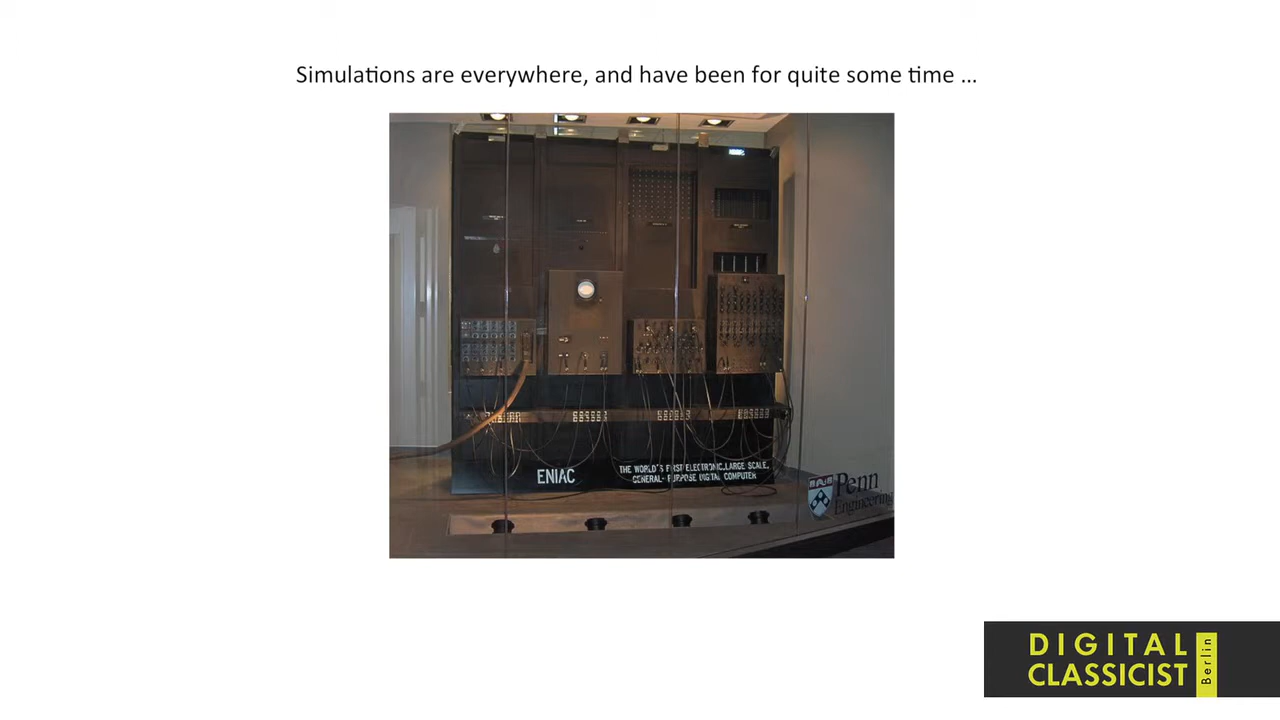 Simulations are everywhere, and have been for quite some time ...
ENIAC
THE WORLD'S FIRST ELECTRONIC, LARGE SCALE,
GENERAL-PURPOSE DIGITAL COMPUTER
Penn
Engineering
DIGITAL
CLASSICIST
Berlin